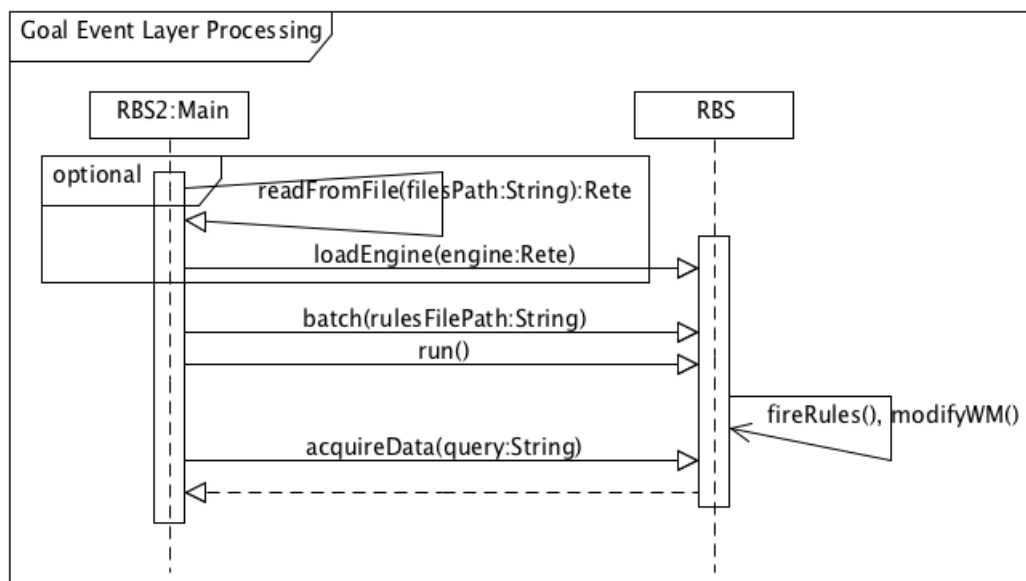 Goal Event Layer Processing
RBS2:Main
RBS
optional
readFromFile(filesPath:String):Rete
loadEngine(engine:Rete)
batch(rulesFilePath:String)
run()
fireRules(), modifyWM()
acquireData(query:String)